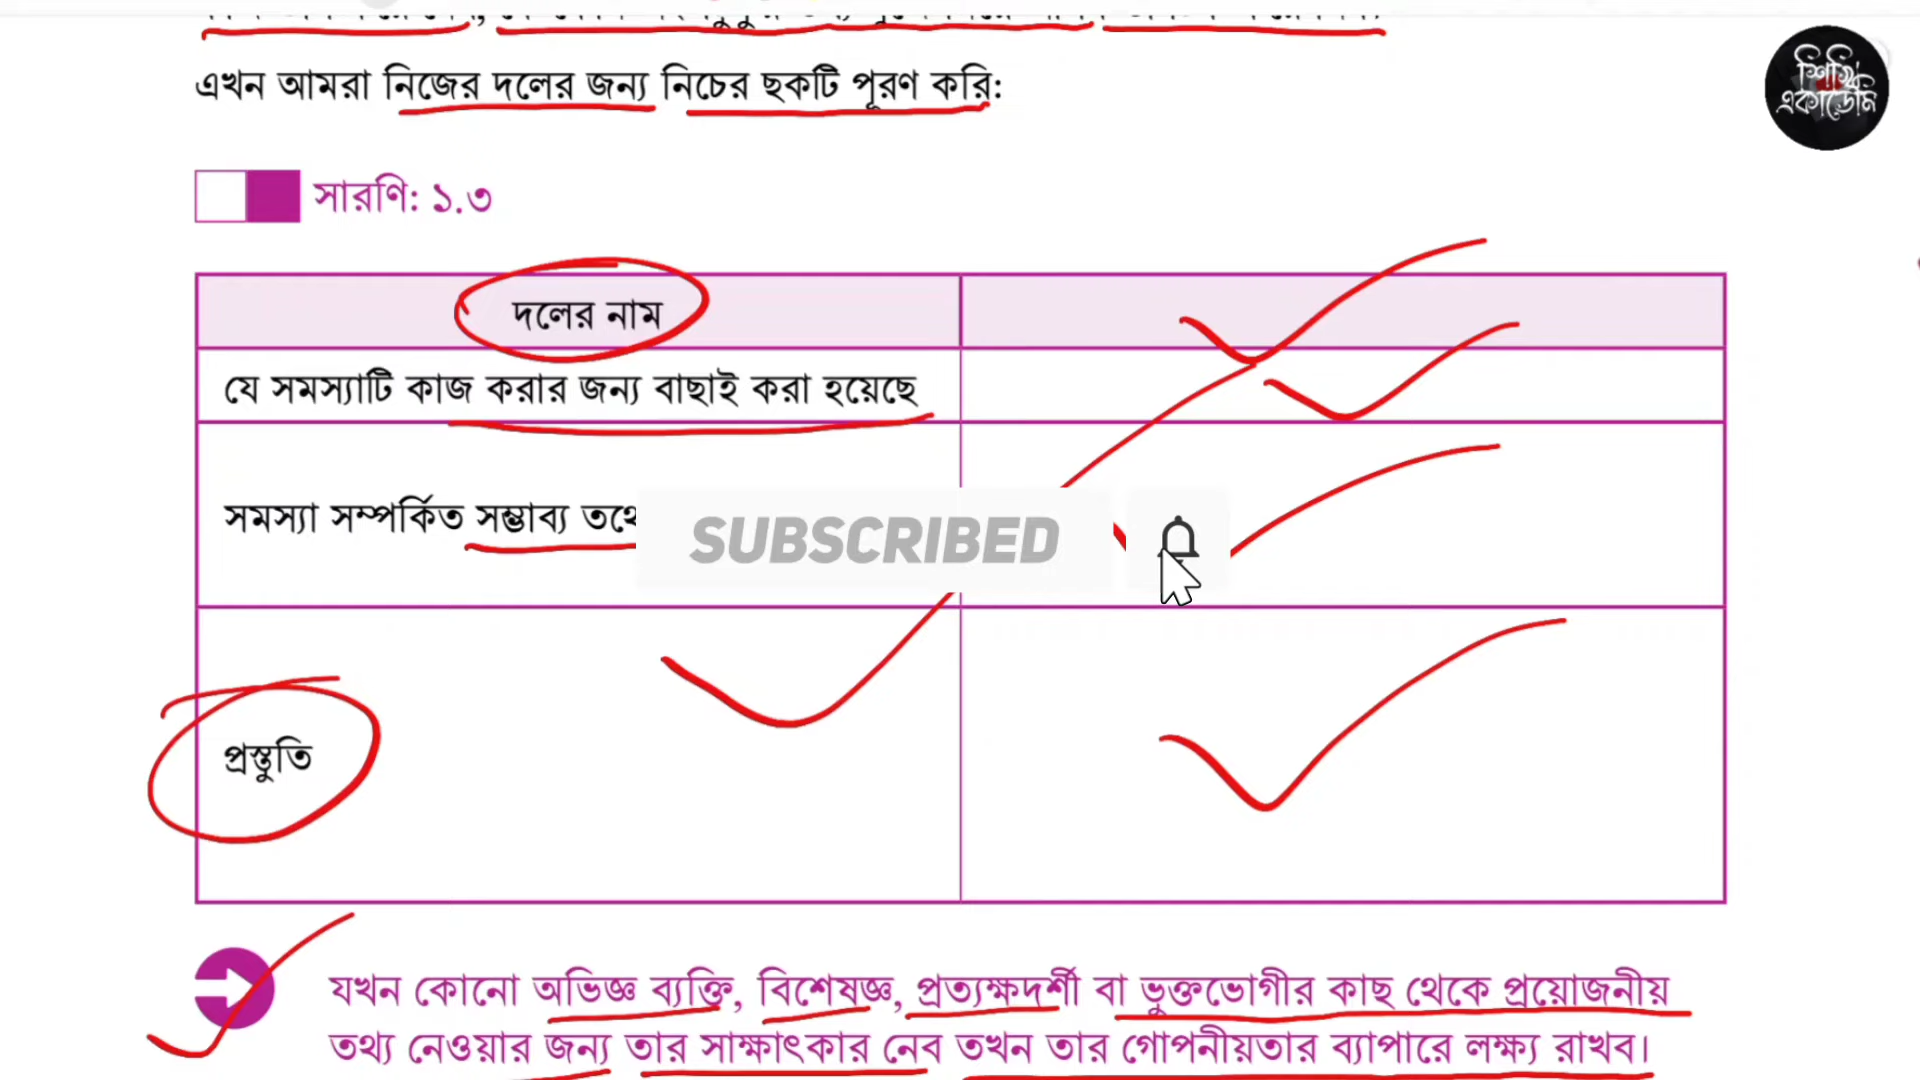 এখন আমরা নিজের দলের জন্য নিচের ছকটি পূরণ করি:
শিখি একাডেমি
সারণি: ১.৩
দলের নাম
যে সমস্যাটি কাজ করার জন্য বাছাই করা হয়েছে
সমস্যা সম্পর্কিত সম্ভাব্য
SUBSCRIBED
প্রস্তুতি
যখন কোনো অভিজ্ঞ ব্যক্তি, বিশেষজ্ঞ, প্রত্যক্ষদর্শী বা ভুক্তভোগীর কাছ থেকে প্রয়োজনীয়
তথ্য নেওয়ার জন্য তার সাক্ষাৎকার নেব তখন তার গোপনীয়তার ব্যাপারে লক্ষ্য রাখব।